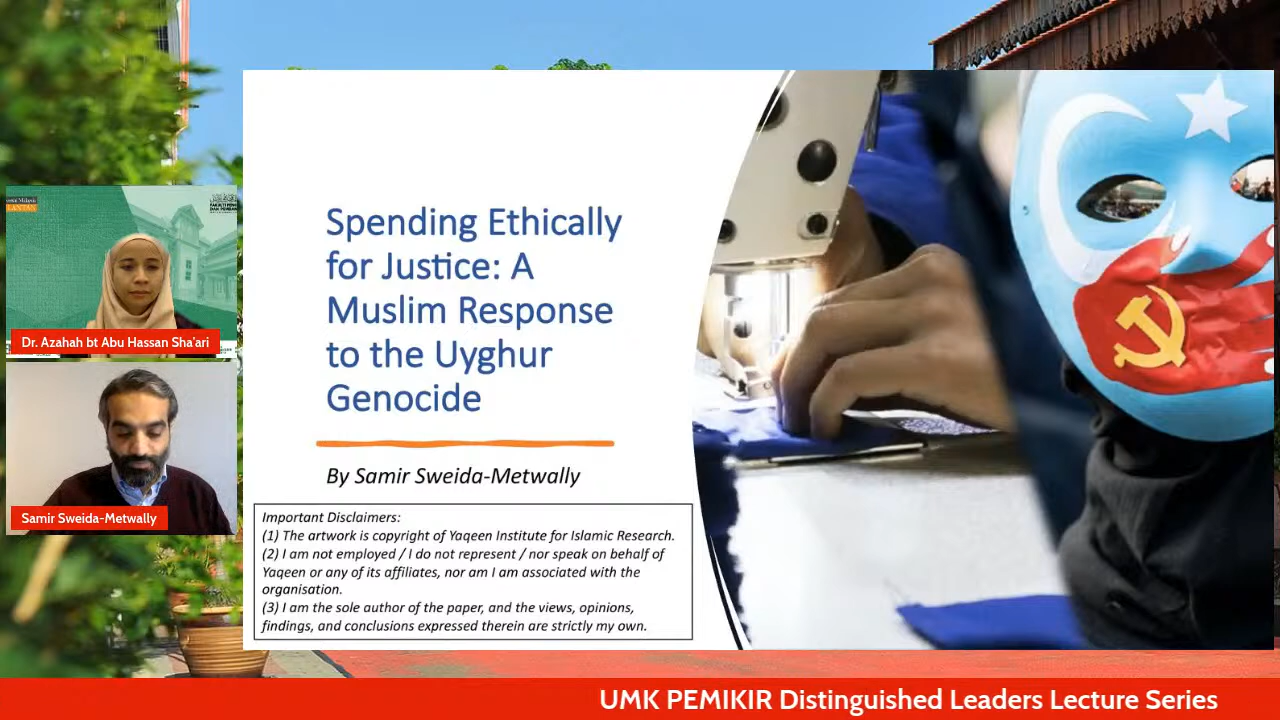 Dr. Azahah bt Abu Hassan Sha'ari
Samir Sweida-Metwally
Spending Ethically
for Justice: A
Muslim Response
to the Uyghur
Genocide
By Samir Sweida-Metwally
Important Disclaimers:
(1) The artwork is copyright of Yaqeen Institute for Islamic Research.
(2) I am not employed / I do not represent / nor speak on behalf of
Yaqeen or any of its affiliates, nor am I am associated with the
organisation.
(3) I am the sole author of the paper, and the views, opinions,
findings, and conclusions expressed therein are strictly my own.
UMK PEMIKIR Distinguished Leaders Lecture Series